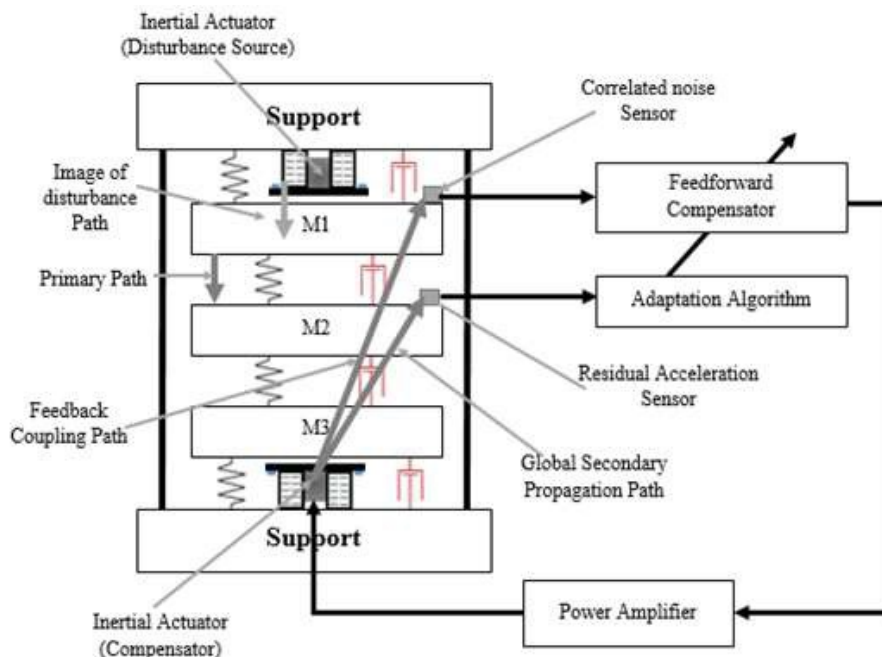 Inertial Actuator
(Disturbance Source)
Correlated noise
Sensor
Support
Image of
disturbance
Path
Feedforward
Compensator
M1
Primary Path
Adaptation Algorithm
M2
Residual Acceleration
Sensor
Feedback
Coupling Path
M3
Global Secondary
Propagation Path
Support
Power Amplifier
Inertial Actuator
(Compensator)